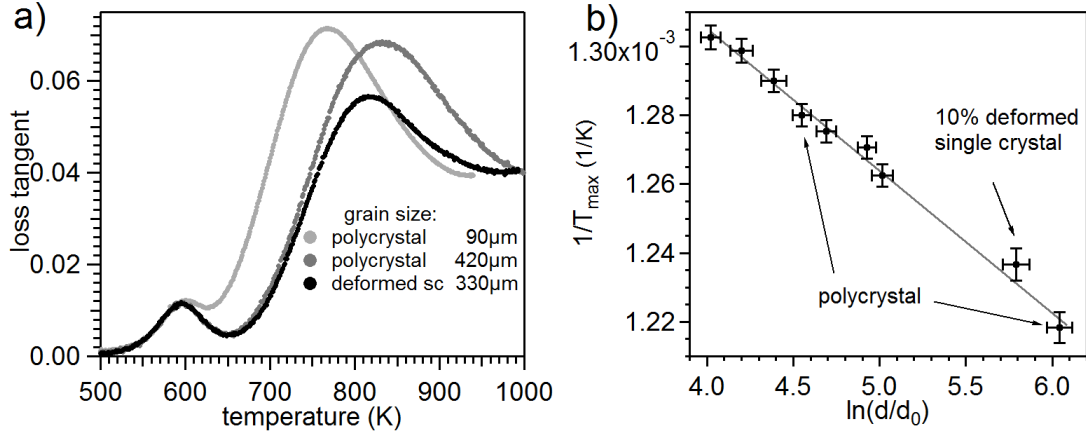 a)
loss tangent
0.06
0.04
0.02
0.00
500
600
700
800
900
1000
temperature (K)
grain size:
polycrystal 90µm
polycrystal 420µm
deformed sc 330µm
b)
1/Tmax (1/K)
1.30x10-3
1.28
1.26
1.24
1.22
4.0
4.5
5.0
5.5
6.0
ln(d/d0)
10% deformed
single crystal
polycrystal